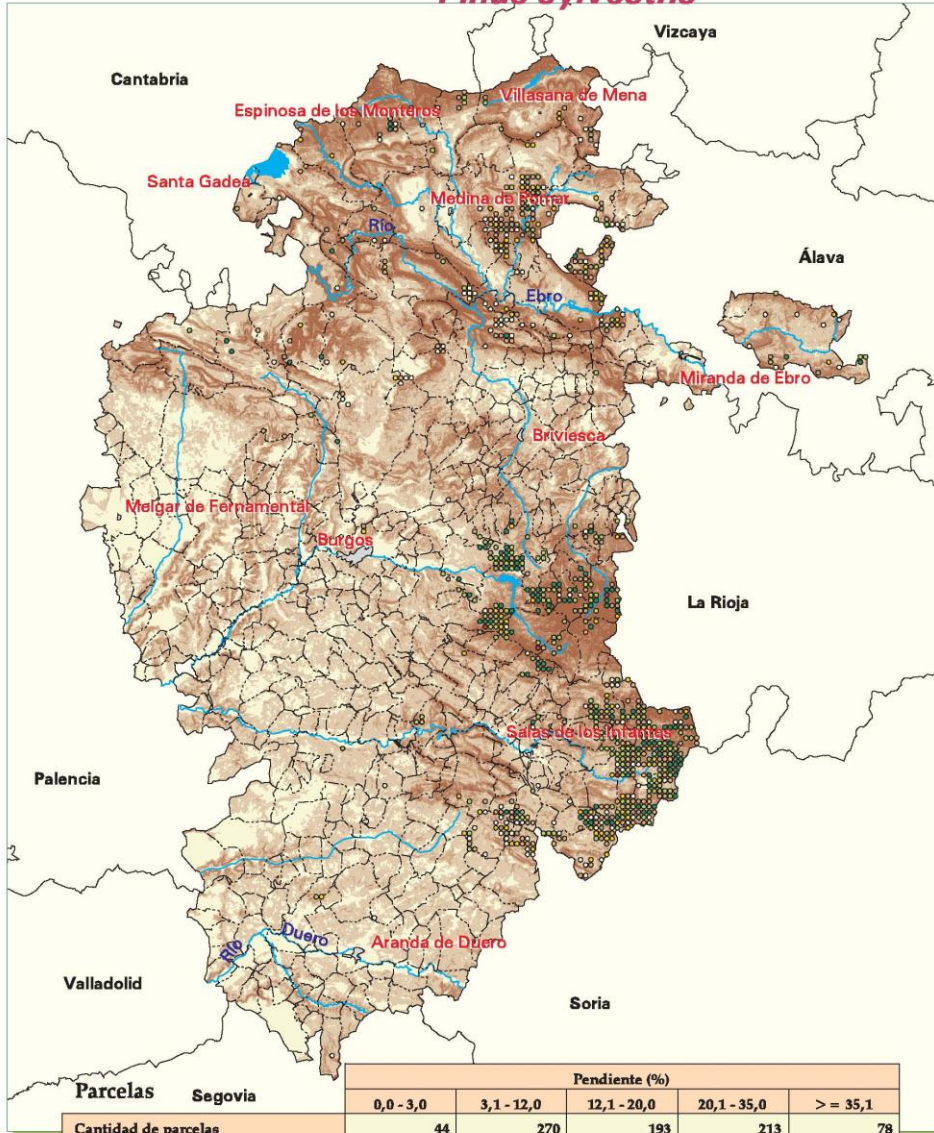 Pinus sylvestris
Vizcaya
Cantabria
Villasana de Mena
Espinosa de los Monteros
Santa Gadea
Medina de Pomar
Río
Álava
Ebro
Miranda de Ebro
Briviesca
Melgar de Fernamental
Burgos
La Rioja
Salas de los Infantes
Palencia
Duero
Río
Aranda de Duero
Valladolid
Soria
Segovia
Parcelas
Pendiente (%)
0,0 - 3,0 3,1 - 12,0 12,1 - 20,0 20,1 - 35,0 > = 35,1
Cantidad de parcelas 44 270 193 213 78